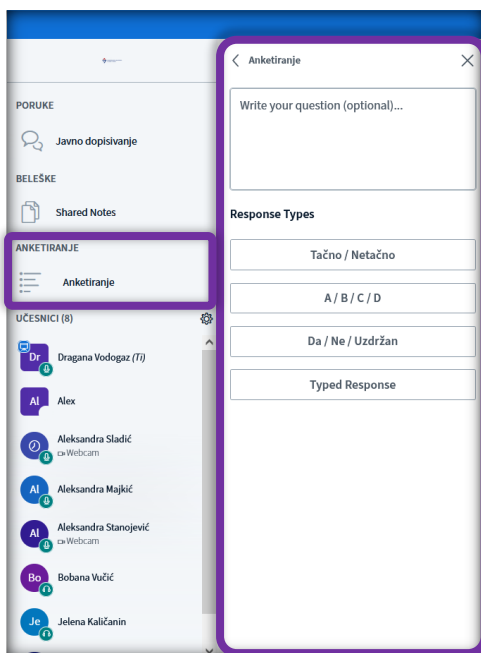 PORUKE
Javno dopisivanje
BELEŠKE
Shared Notes
ANKETIRANJE
Anketiranje
UČESNICI (8)
Dr
Dragana Vodogaz (Ti)
Al
Alex
Aleksandra Sladić
Webcam
Al
Aleksandra Majkić
Al
Aleksandra Stanojević
Webcam
Bo
Bobana Vučić
Je
Jelena Kaličanin
Anketiranje
Write your question (optional)...
Response Types
Tačno / Netačno
A / B / C / D
Da / Ne / Uzdržan
Typed Response